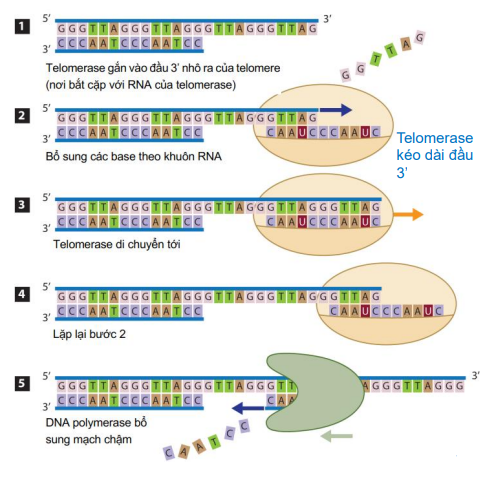 1
5' GGGTTAGGGTTAGGGTTAGGGTTAG 3'
3' CCCAATCCCAATCC
Telomerase gắn vào đầu 3' nhô ra của telomere
(nơi bắt cặp với RNA của telomerase)
G G T T A G
2
5' GGGTTAGGGTTAGGGTTAGGGTTAG
3' CCCAATCCCAATCC CAAUCCCAAUC
Bổ sung các base theo khuôn RNA
Telomerase
kéo dài đầu
3'
3
5' GGGTTAGGGTTAGGGTTAGGGTTAGGGTTAG
3' CCCAATCCCAATCC CAAUCCCAAUC
Telomerase di chuyển tới
4
5' GGGTTAGGGTTAGGGTTAGGGTTAGGGTTAG
3' CCCAATCCCAATCC CAAUCCCAAUC
Lặp lại bước 2
5
5' GGGTTAGGGTTAGGGTTAGGGTT AGGGTTAGGG 3'
3' CCCAATCCCAATCC CAA
DNA polymerase bổ
sung mạch chậm
C A A T C C